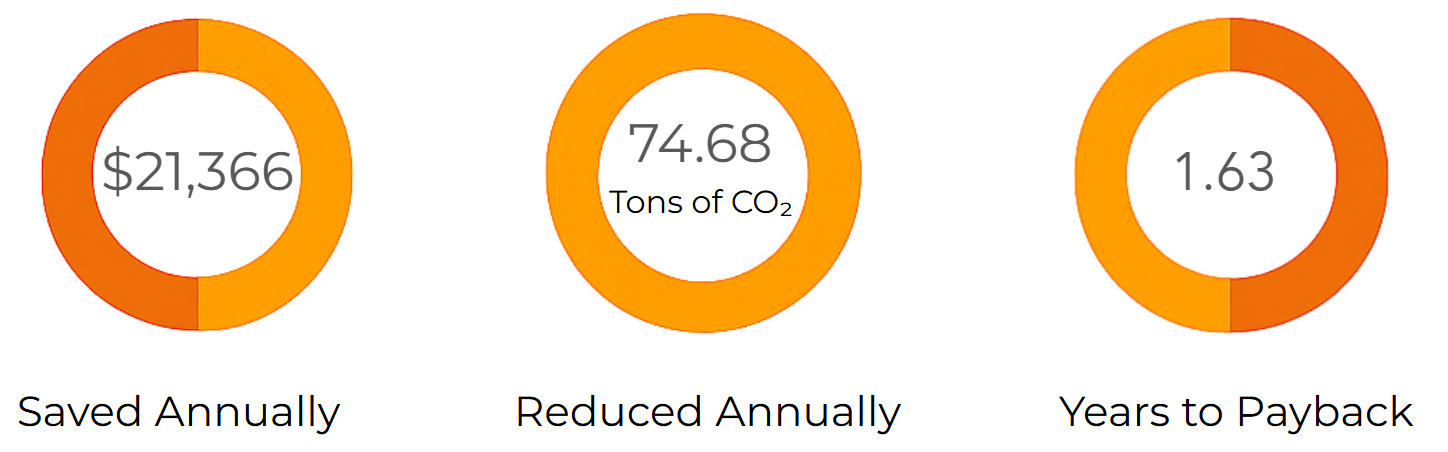 $21,366
Saved Annually
74.68
Tons of CO₂
Reduced Annually
1.63
Years to Payback